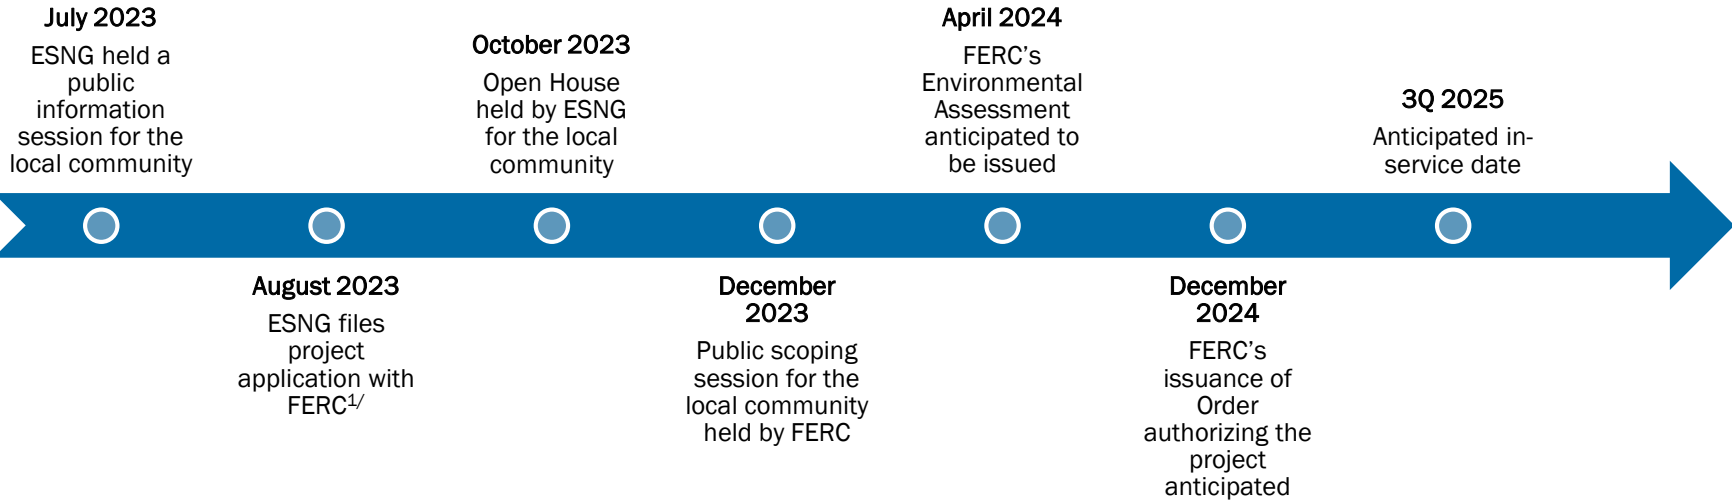 July 2023
ESNG held a
public
information
session for the
local community
August 2023
ESNG files
project
application with
FERC1/
October 2023
Open House
held by ESNG
for the local
community
December
2023
Public scoping
session for the
local community
held by FERC
April 2024
FERC’s
Environmental
Assessment
anticipated to
be issued
December
2024
FERC’s
issuance of
Order
authorizing the
project
anticipated
3Q 2025
Anticipated in-
service date